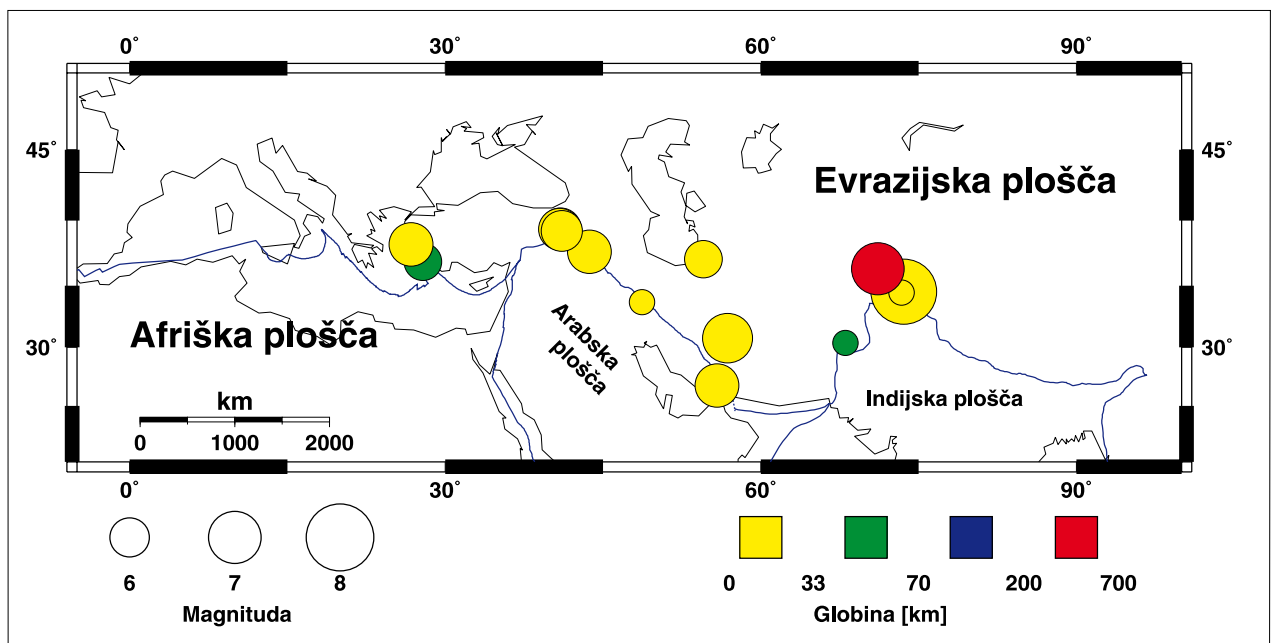 0° 30° 60° 90°
45° 45°
Evrazijska plošča
Afriška plošča
Arabska
plošča
30° 30°
Indijska plošča
km
0 1000 2000
0° 30° 60° 90°
6 7 8
Magnituda
0 33 70 200 700
Globina [km]